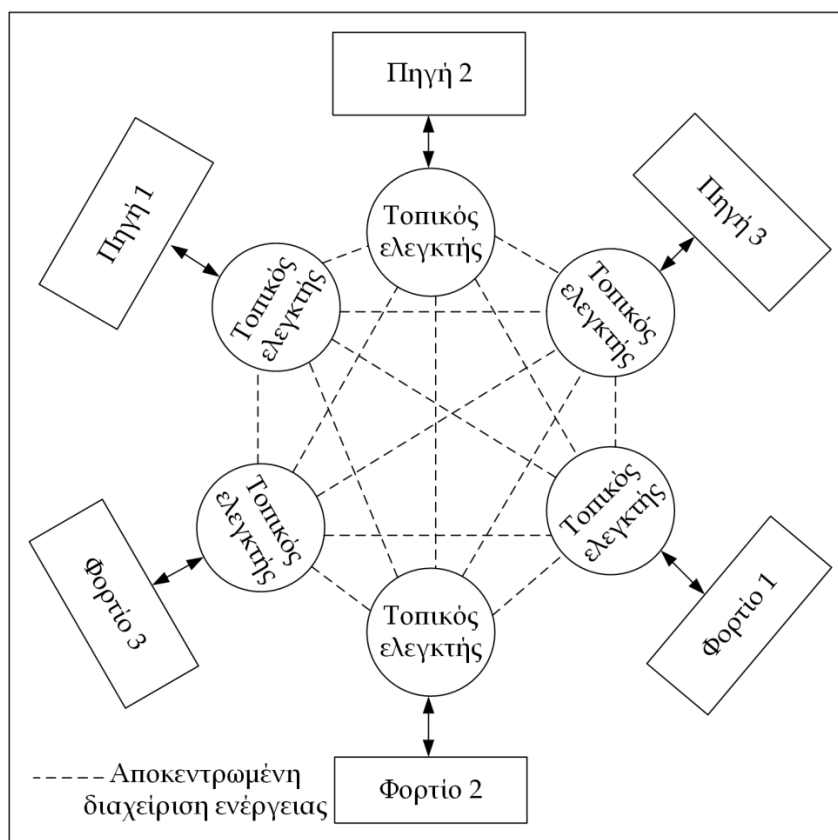 Πηγή 2
Πηγή 1
Πηγή 3
Τοπικός
ελεγκτής
Τοπικός
ελεγκτής
Τοπικός
ελεγκτής
Τοπικός
ελεγκτής
Τοπικός
ελεγκτής
Τοπικός
ελεγκτής
Φορτίο 3
Φορτίο 1
Φορτίο 2
Αποκεντρωμένη
διαχείριση ενέργειας